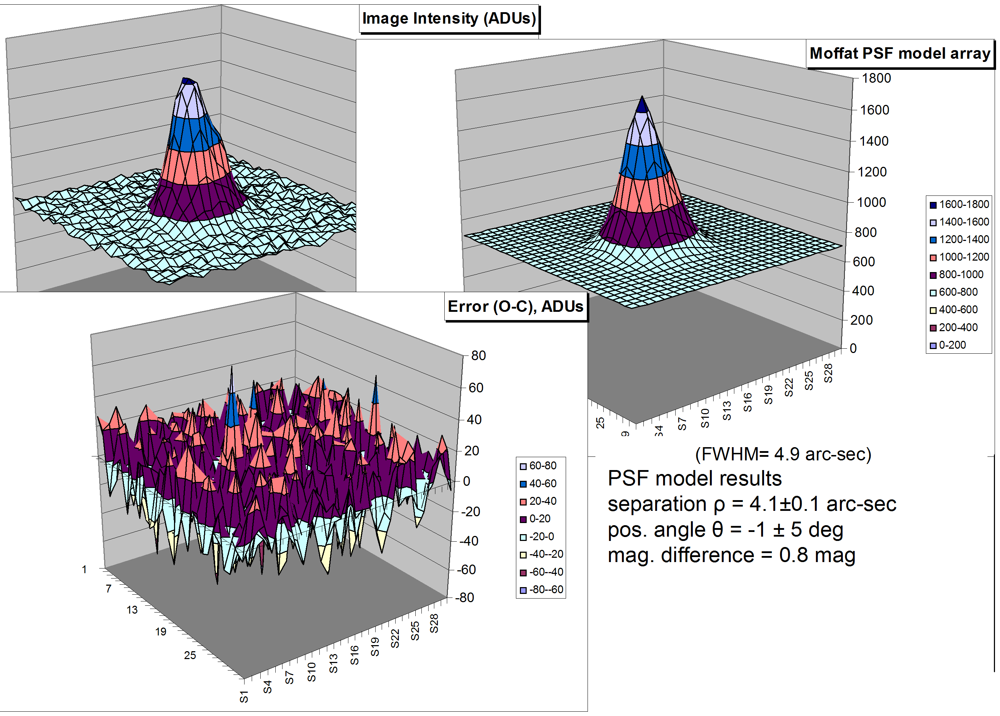 Image Intensity (ADUs)
Moffat PSF model array
1800
1600
1400
1200
1000
800
600
400
200
0
1600-1800
1400-1600
1200-1400
1000-1200
800-1000
600-800
400-600
200-400
0-200
25
S4
S7
S10
S13
S16
S19
S22
S25
S28
Error (O-C), ADUs
80
60
40
20
0
-20
-40
-60
-80
60-80
40-60
20-40
0-20
-20-0
-40--20
-60--40
-80--60
1
7
13
19
25
S1
S4
S7
S10
S13
S16
S19
S22
S25
S28
(FWHM= 4.9 arc-sec)
PSF model results
separation ρ = 4.1±0.1 arc-sec
pos. angle θ = -1 ± 5 deg
mag. difference = 0.8 mag